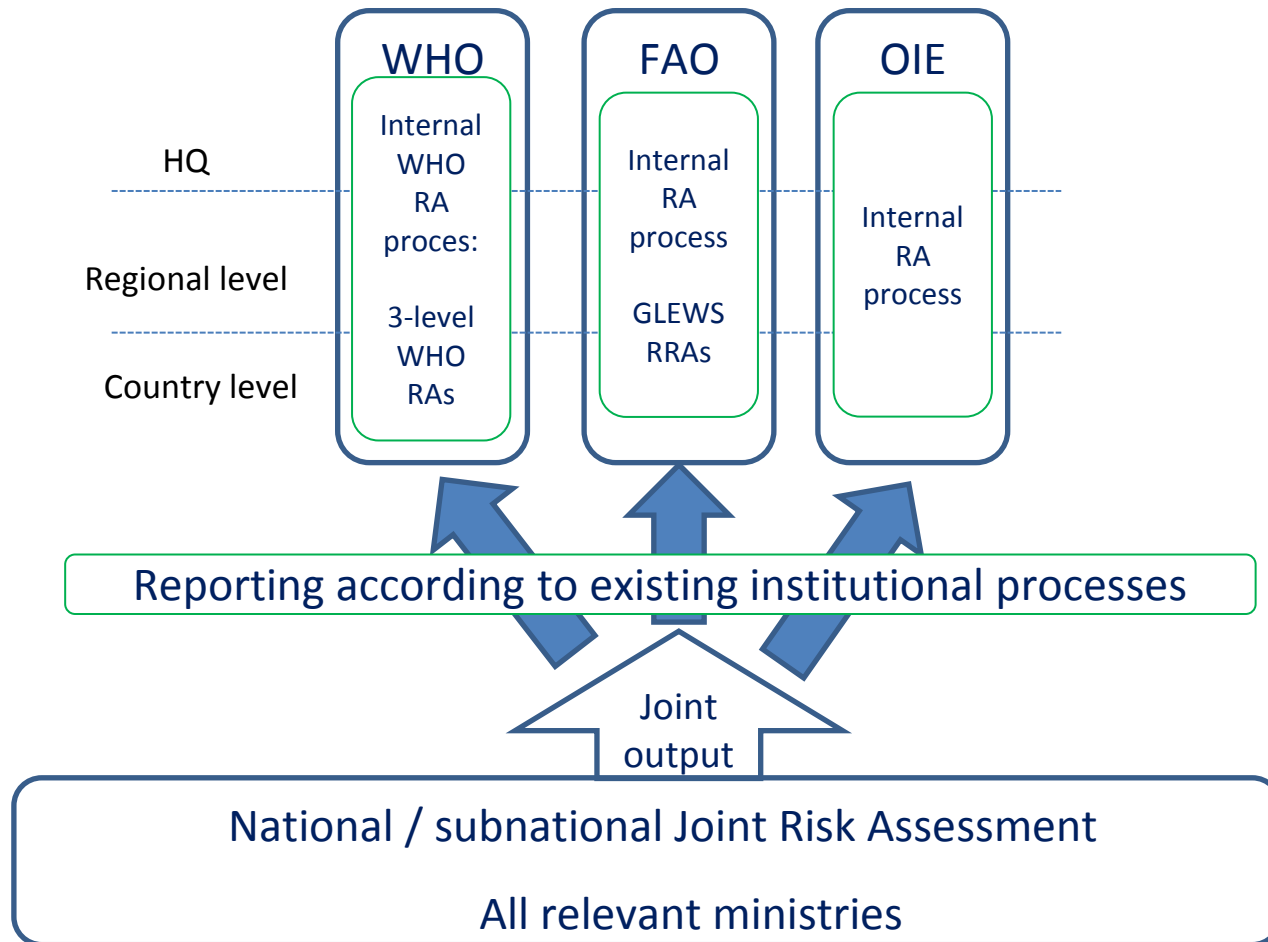 WHO
FAO
OIE
HQ
Regional level
Country level
Internal
WHO
RA
proces:
3-level
WHO
RAs
Internal
RA
process
GLEWS
RRAs
Internal
RA
process
Reporting according to existing institutional processes
Joint
output
National / subnational Joint Risk Assessment
All relevant ministries